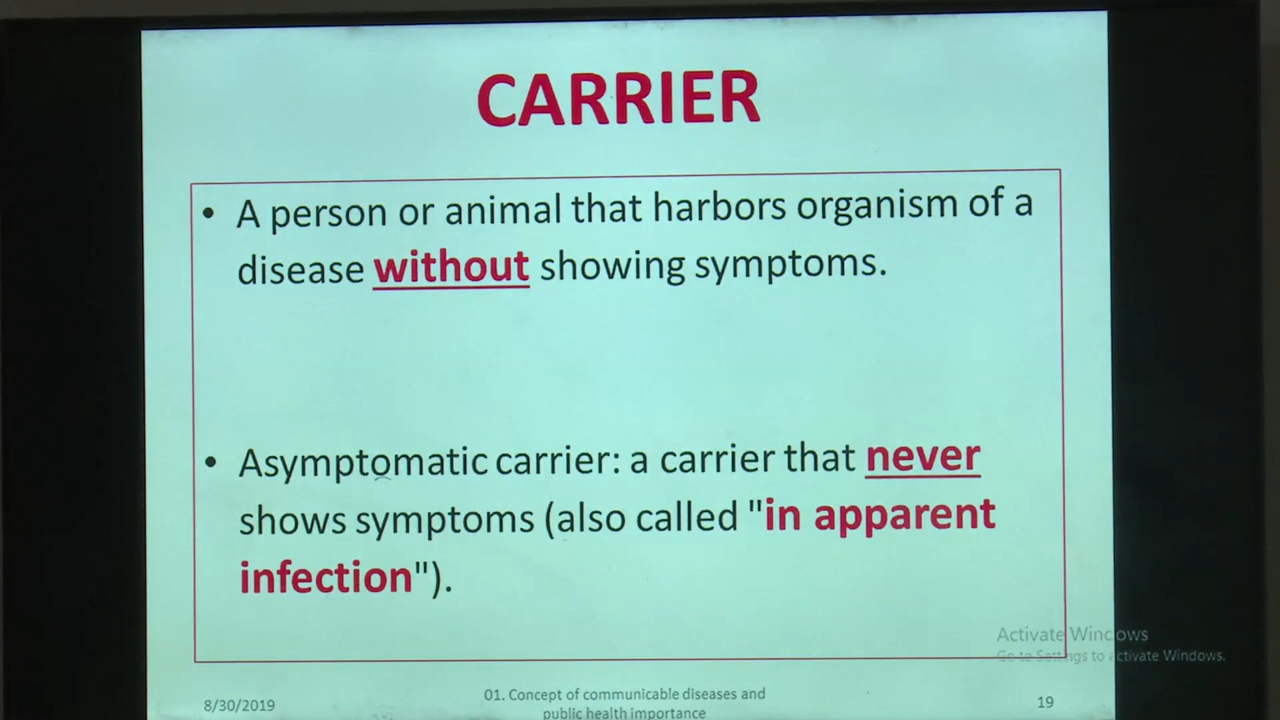 CARRIER
• A person or animal that harbors organism of a
disease without showing symptoms.
• Asymptomatic carrier: a carrier that never
shows symptoms (also called "in apparent
infection").
Activate Windows
Go to Settings to activate Windows.
8/30/2019
01. Concept of communicable diseases and
public health importance
19